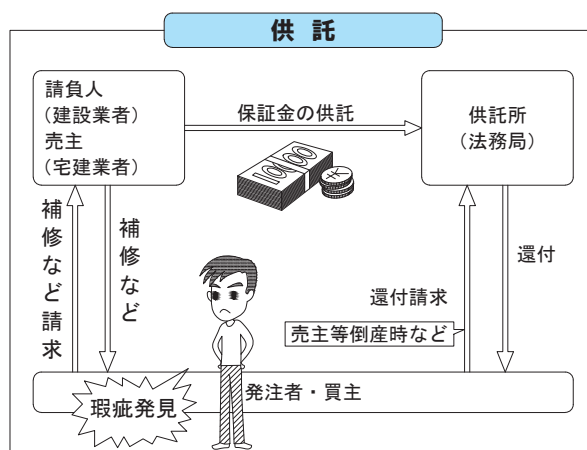 供託
請負人
（建設業者）
売主
（宅建業者）
保証金の供託
供託所
（法務局）
10000
補修など請求
補修など
還付請求
売主等倒産時など
還付
瑕疵発見
発注者・買主